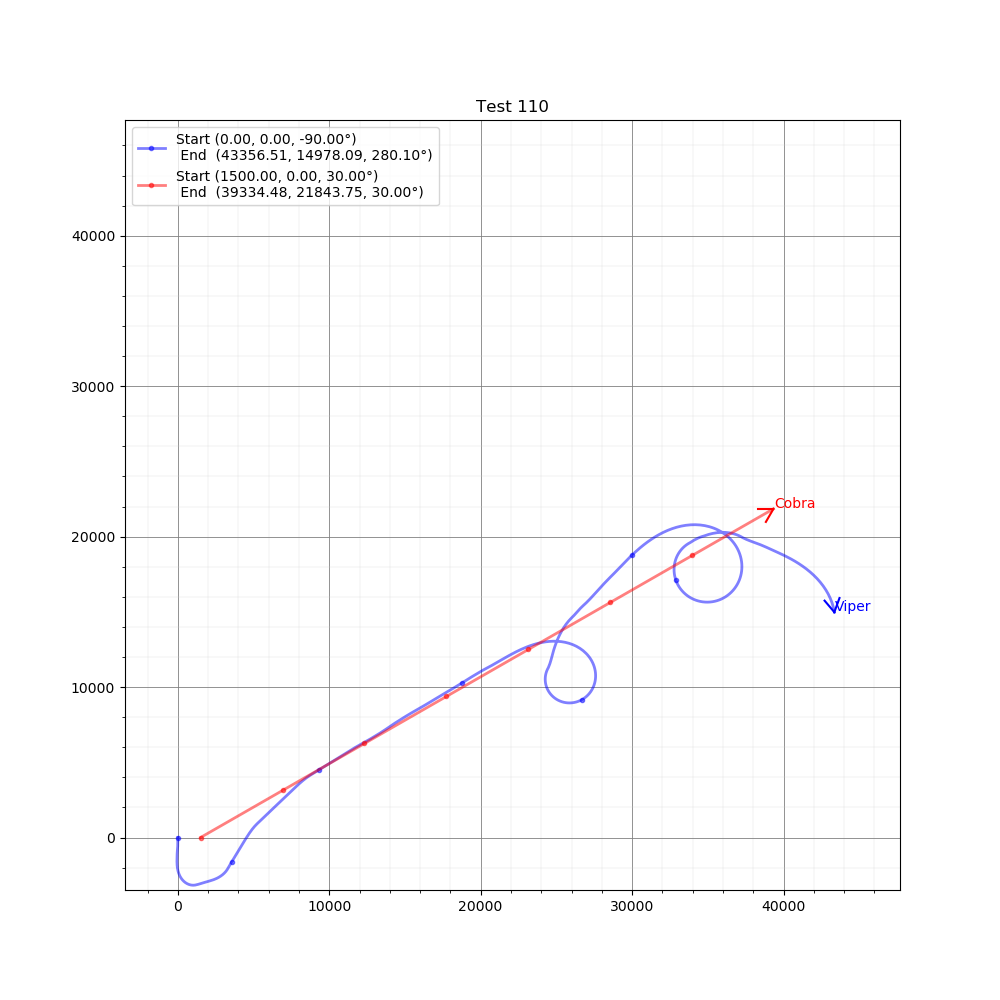 Test 110
Start (0.00, 0.00, -90.00°)
End  (43356.51, 14978.09, 280.10°)
Start (1500.00, 0.00, 30.00°)
End  (39334.48, 21843.75, 30.00°)
40000
30000
20000
10000
0
Cobra
Viper
0
10000
20000
30000
40000